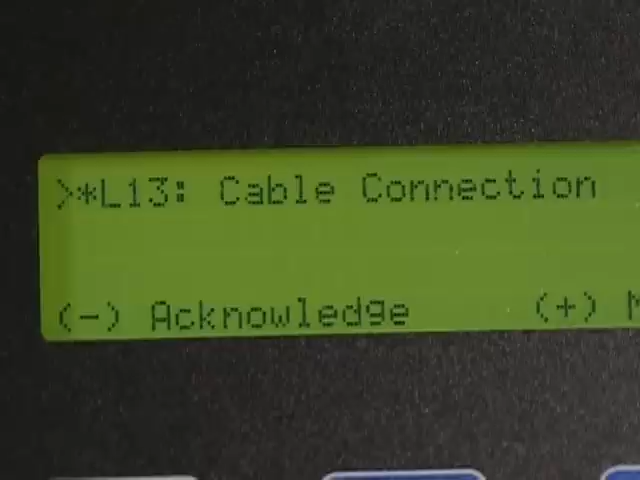 >*L13: Cable Connection
(-) Acknowledge (+)